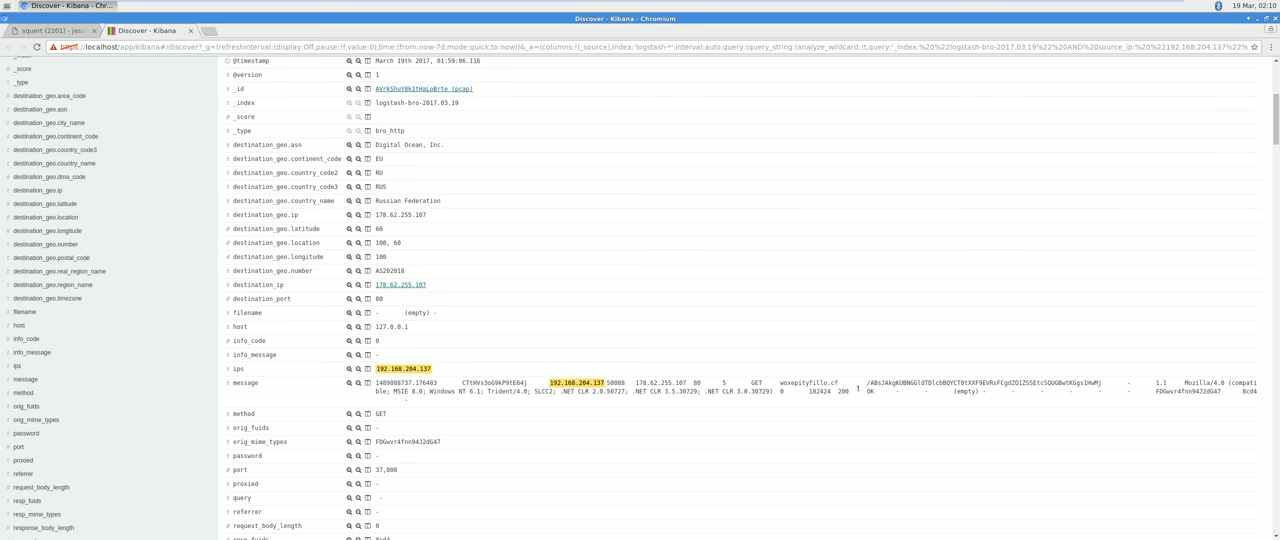 Discover - Kibana - Chr...
19 Mar, 02:10
Discover - Kibana - Chromium
squert (2201) - jess
Discover - Kibana
https://localhost/app/kibana#/discover?_g=(refreshInterval:(display:Off,pause:!f,value:0),time:(from:now-7d,mode:quick,to:now))&_a=(columns:!(_source),index:'logstash-*',interval:auto,query:(query_string:(analyze_wildcard:!t,query:'_index:%20%22logstash-bro-2017.03.19%22%20AND%20source_ip:%20%22192.168.204.137%22%
_score
_type
destination_geo.area_code
destination_geo.asn
destination_geo.city_name
destination_geo.continent_code
destination_geo.country_code3
destination_geo.country_name
destination_geo.dma_code
destination_geo.ip
destination_geo.latitude
destination_geo.location
destination_geo.longitude
destination_geo.number
destination_geo.postal_code
destination_geo.real_region_name
destination_geo.region_name
destination_geo.timezone
filename
host
info_code
info_message
ips
message
method
orig_fuids
orig_mime_types
password
port
proxied
referrer
request_body_length
resp_fuids
resp_mime_types
response_body_length
@timestamp March 19th 2017, 01:59:06.116
@version 1
_id AVrkShuY8k1tHaLoBrte (pcap)
_index logstash-bro-2017.03.19
_score
_type bro_http
destination_geo.asn Digital Ocean, Inc.
destination_geo.continent_code EU
destination_geo.country_code2 RU
destination_geo.country_code3 RUS
destination_geo.country_name Russian Federation
destination_geo.ip 178.62.255.107
destination_geo.latitude 60
destination_geo.location 100, 60
destination_geo.longitude 100
destination_geo.number AS202018
destination_ip 178.62.255.107
destination_port 80
filename - (empty) -
host 127.0.0.1
info_code 0
info_message -
ips 192.168.204.137
message 1489888737.176483 CTtHVs3oG9kP9tE64j 192.168.204.137 50088 178.62.255.107 80 5 GET woxepityfillo.cf /ABsJAkgKUBNGGldTDlcbBQYCT0tXXF9EVRsFCgdZQ1Z5SEtcSQUGBwtKGgs1HwMj - 1.1 Mozilla/4.0 (compati
ble; MSIE 8.0; Windows NT 6.1; Trident/4.0; SLCC2; .NET CLR 2.0.50727; .NET CLR 3.5.30729; .NET CLR 3.0.30729) 0 182424 200 OK - - (empty) - - - - - FDGwvr4fnn94J2dG47 8cd4
-
method GET
orig_fuids -
orig_mime_types FDGwvr4fnn94J2dG47
password -
port 37,808
proxied -
query -
referrer -
request_body_length 0
resp_fuids 8cd4